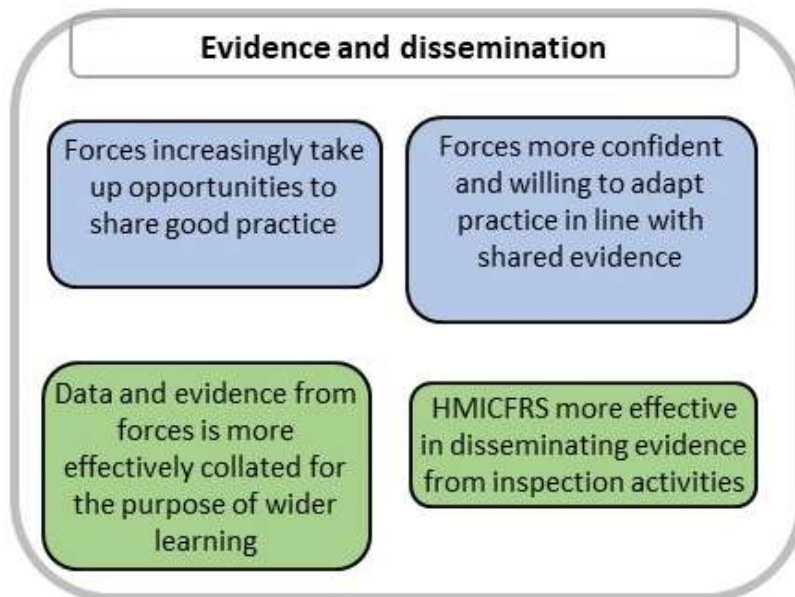 Evidence and dissemination
Forces increasingly take
up opportunities to
share good practice
Forces more confident
and willing to adapt
practice in line with
shared evidence
Data and evidence from
forces is more
effectively collated for
the purpose of wider
learning
HMICFRS more effective
in disseminating evidence
from inspection activities